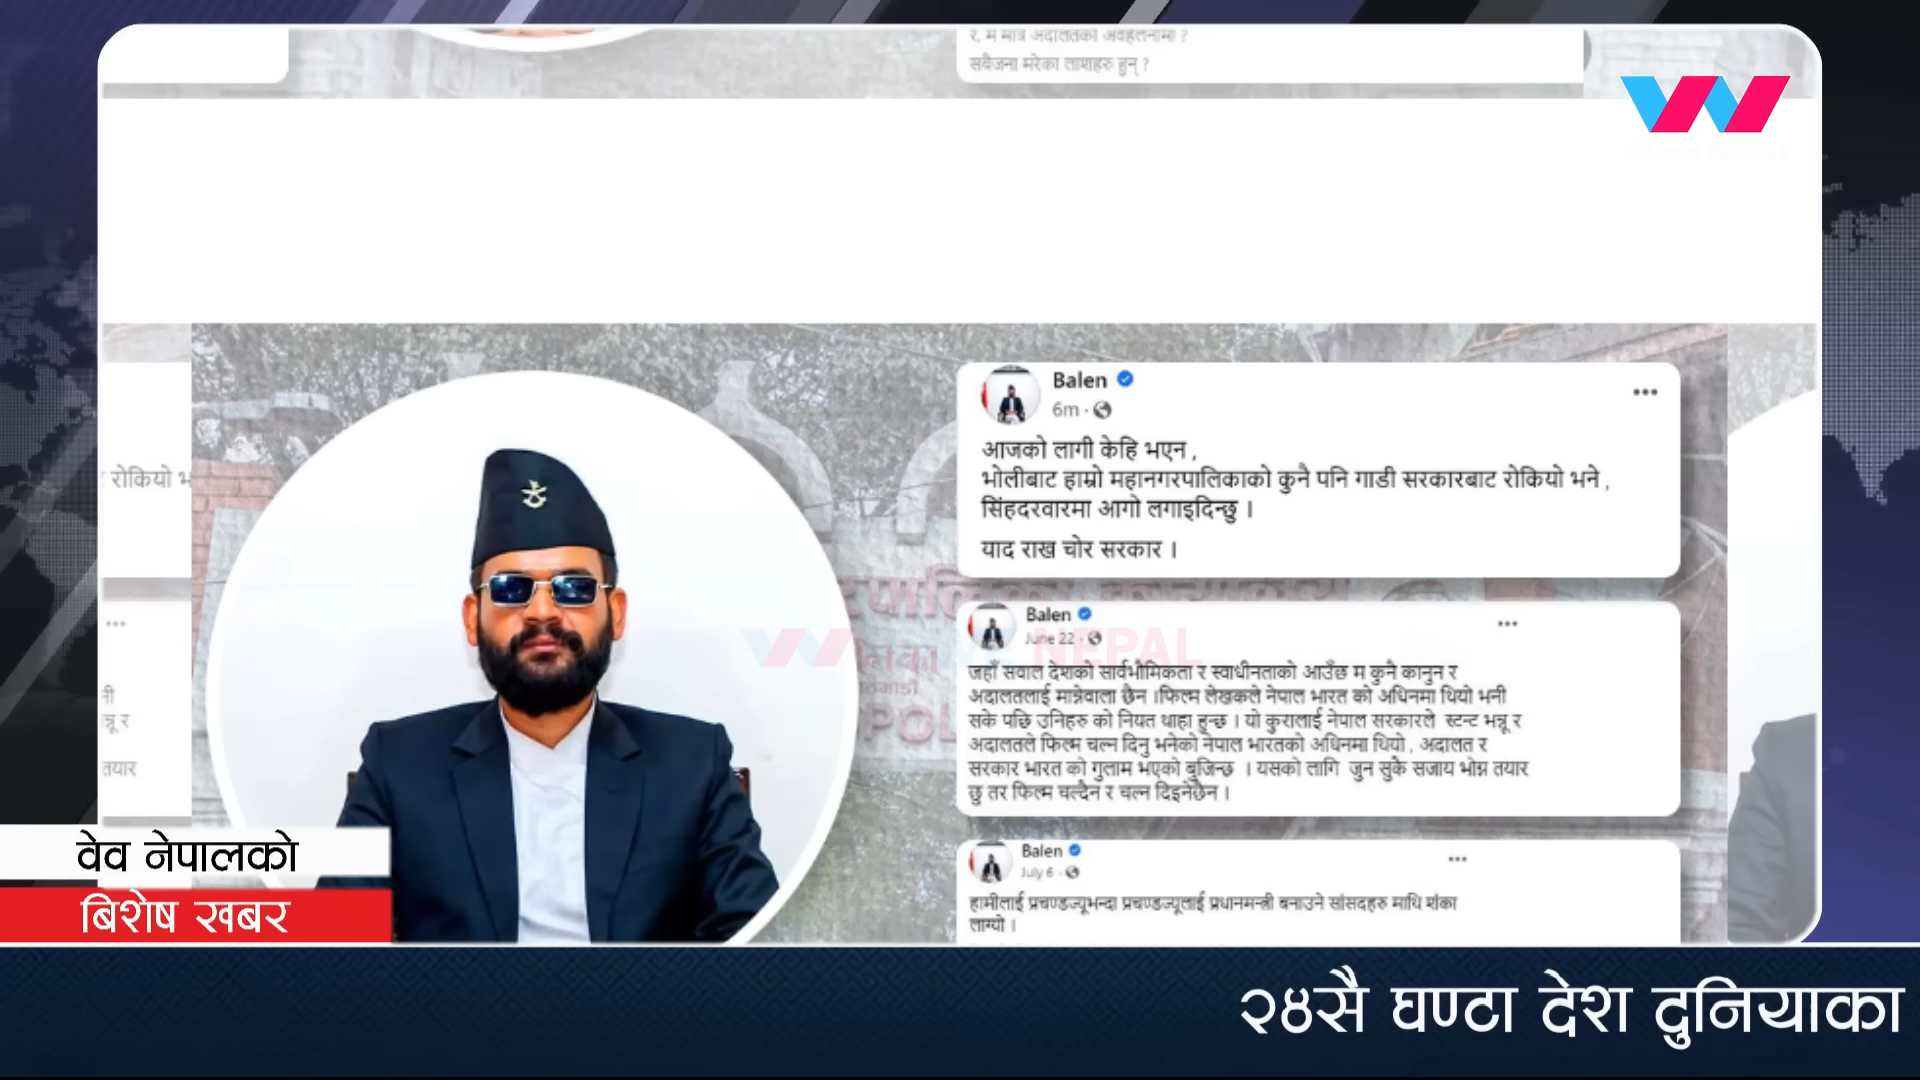 र, म मात्र अदालतको अवहेलनामा ?
सबैजना मरेका लाशहरु हुन् ?
रोकियो
Balen
6m
आजको लागी केहि भएन ,
भोलीबाट हाम्रो महानगरपालिकाको कुनै पनि गाडी सरकारबाट रोकियो भने ,
सिंहदरवारमा आगो लगाइदिन्छु ।
याद राख चोर सरकार ।
Balen
June 22
NEPAL
जहाँ सवाल देशको सार्वभौमिकता र स्वाधीनताको आउँछ म कुनै कानुन र
अदालतलाई मान्नेवाला छैन ।फिल्म लेखकले नेपाल भारत को अधिनमा थियो भनी
सके पछि उनिहरु को नियत थाहा हुन्छ । यो कुरालाई नेपाल सरकारले स्टन्ट भन्नू र
अदालतले फिल्म चल्न दिनु भनेको नेपाल भारतको अधिनमा थियो , अदालत र
सरकार भारत को गुलाम भएको बुजिन्छ । यसको लागि जुन सुकै सजाय भोग्न तयार
छु तर फिल्म चल्दैन र चल्न दिइनेछैन ।
तयार
Balen
July 6
हामीलाई प्रचण्डज्यूभन्दा प्रचण्डज्यूलाई प्रधानमन्त्री बनाउने सांसदहरु माथि शंका
लाग्यो ।
वेव नेपालको
बिशेष खबर
२४सै घण्टा देश दुनियाका